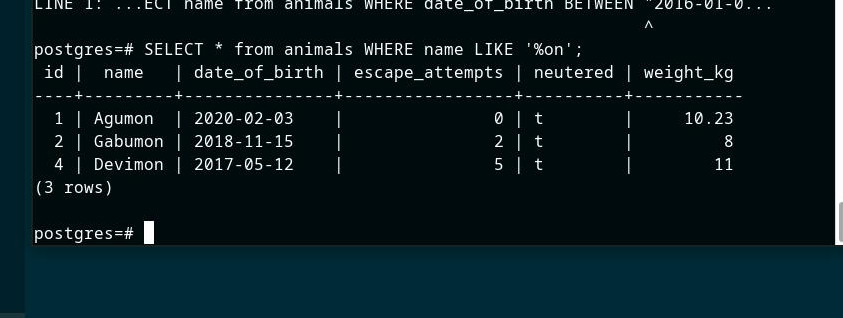 LINE 1: ...ECT name from animals WHERE date_of_birth BETWEEN "2016-01-0...
^
postgres=# SELECT * from animals WHERE name LIKE '%on';
id | name | date_of_birth | escape_attempts | neutered | weight_kg
----+---------+---------------+-----------------+----------+-----------
1 | Agumon | 2020-02-03 | 0 | t | 10.23
2 | Gabumon | 2018-11-15 | 2 | t | 8
4 | Devimon | 2017-05-12 | 5 | t | 11
(3 rows)
postgres=#